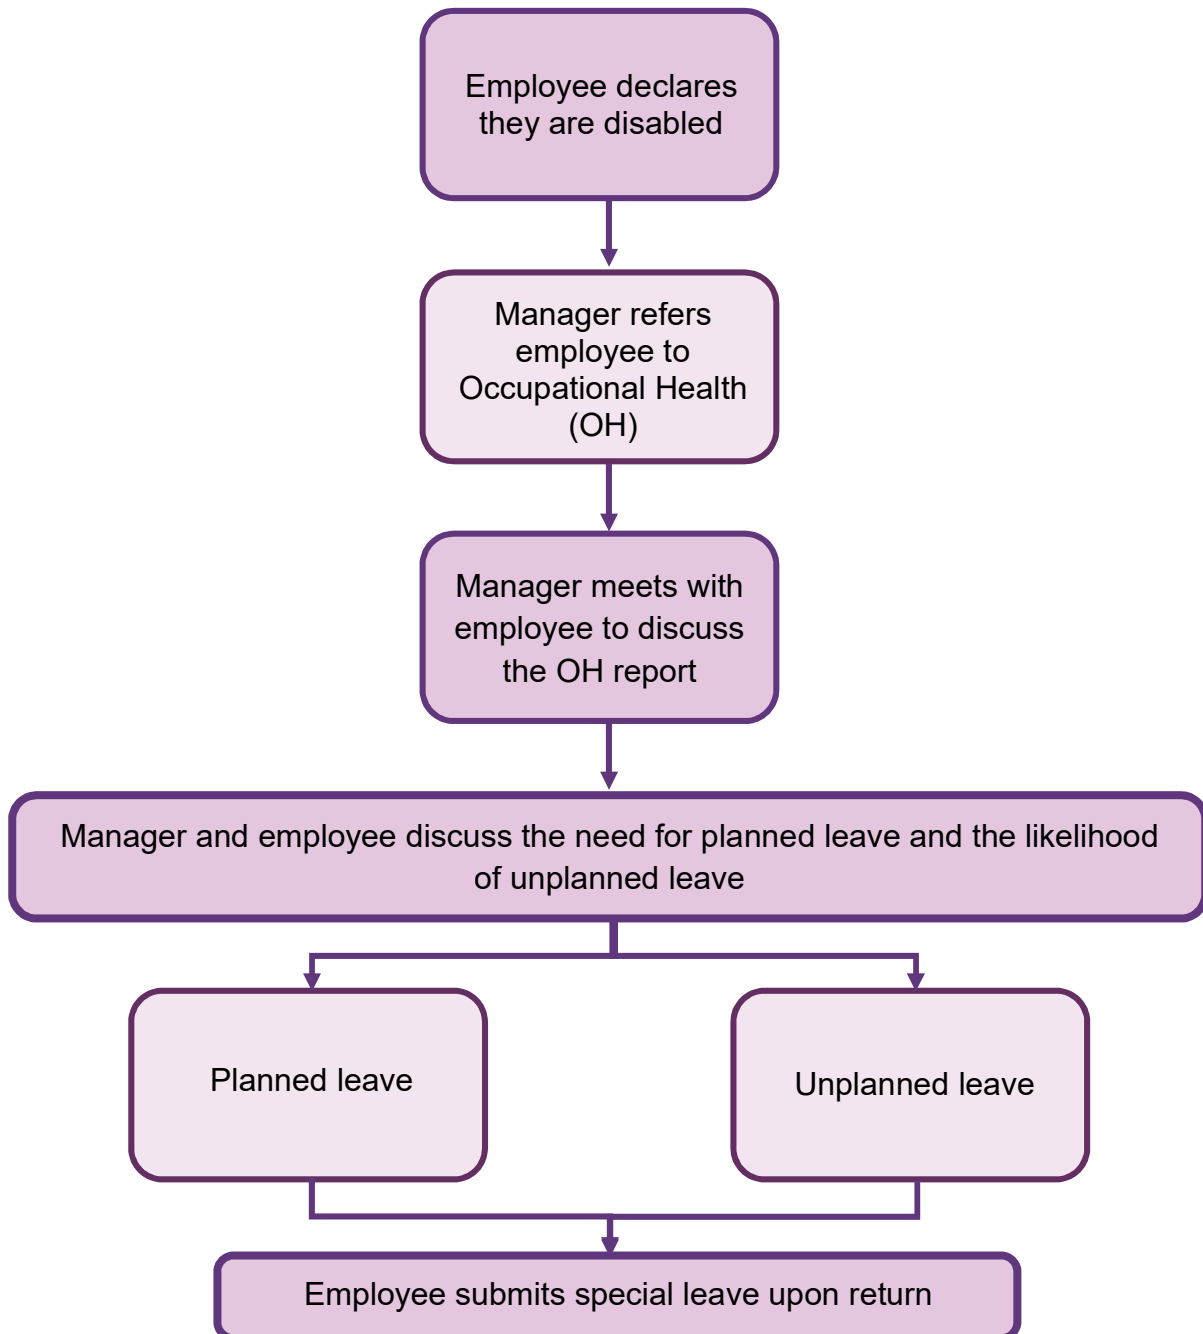 Employee declares
they are disabled
Manager refers
employee to
Occupational Health
(OH)
Manager meets with
employee to discuss
the OH report
Manager and employee discuss the need for planned leave and the likelihood
of unplanned leave
Planned leave
Unplanned leave
Employee submits special leave upon return